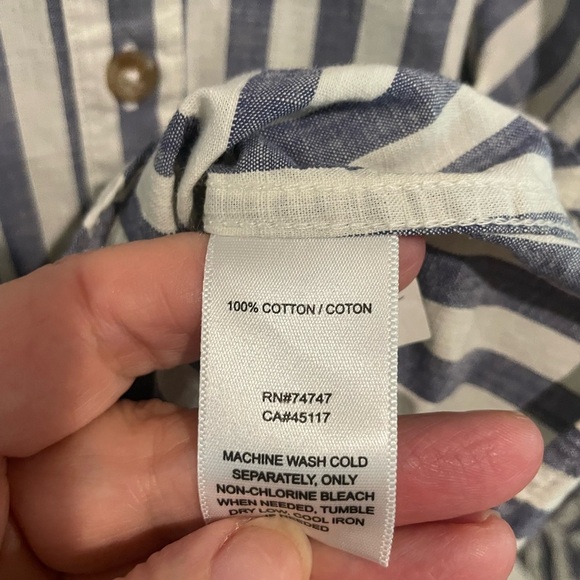 100% COTTON / COTON
RN#74747
CA#45117
MACHINE WASH COLD
SEPARATELY, ONLY
NON-CHLORINE BLEACH
WHEN NEEDED, TUMBLE
DRY LOW, COOL IRON
NEEDED